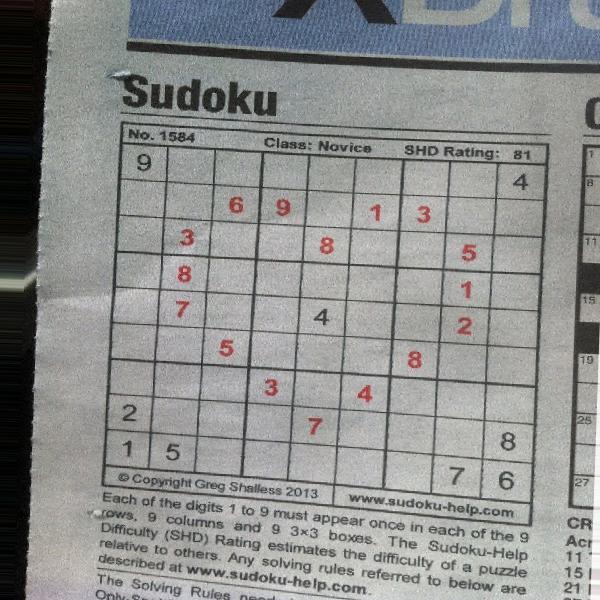 Sudoku
No. 1584 Class: Novice SHD Rating: 81
9 4
6 9 1 3
3 8 5
8 1
7 4 2
5 8
3 4
2 7 8
1 5 7 6
© Copyright Greg Shalless 2013 www.sudoku-help.com
Each of the digits 1 to 9 must appear once in each of the 9
rows, 9 columns and 9 3×3 boxes. The Sudoku-Help
Difficulty (SHD) Rating estimates the difficulty of a puzzle
relative to others. Any solving rules referred to below are
described at www.sudoku-help.com.
The Solving Rules
1
8
11
15
19
25
27
CR
11
15
21